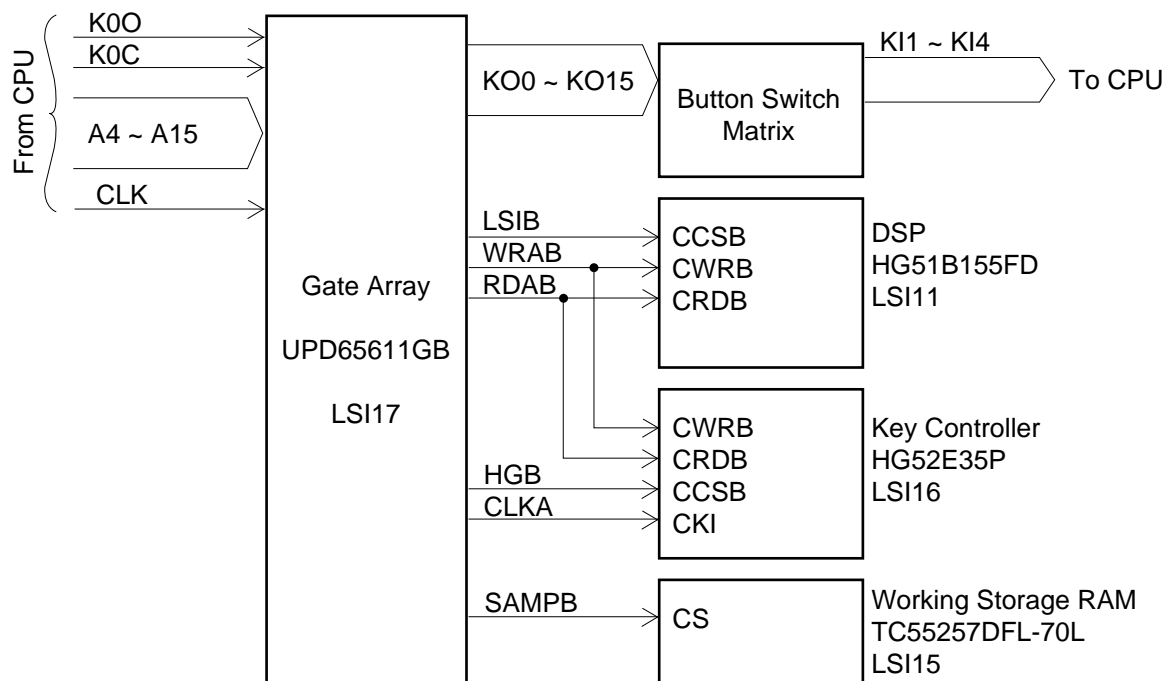 From CPU
K0O
K0C
A4 ~ A15
CLK
Gate Array
UPD65611GB
LSI17
KO0 ~ KO15
Button Switch
Matrix
KI1 ~ KI4
To CPU
LSIB
WRAB
RDAB
CCSB
CWRB
CRDB
DSP
HG51B155FD
LSI11
HGB
CLKA
CWRB
CRDB
CCSB
CKI
Key Controller
HG52E35P
LSI16
SAMPB
CS
Working Storage RAM
TC55257DFL-70L
LSI15